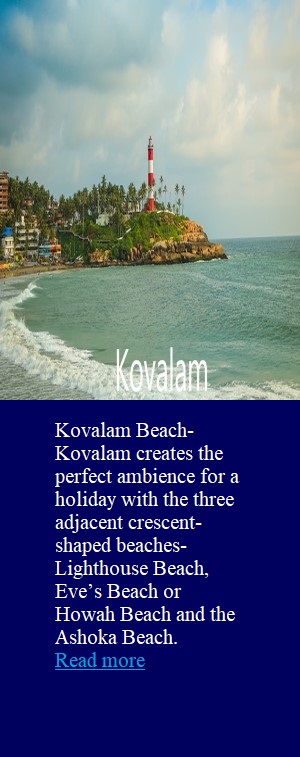 Kovalam
Kovalam Beach-
Kovalam creates the
perfect ambience for a
holiday with the three
adjacent crescent-
shaped beaches-
Lighthouse Beach,
Eve’s Beach or
Howah Beach and the
Ashoka Beach.
Read more